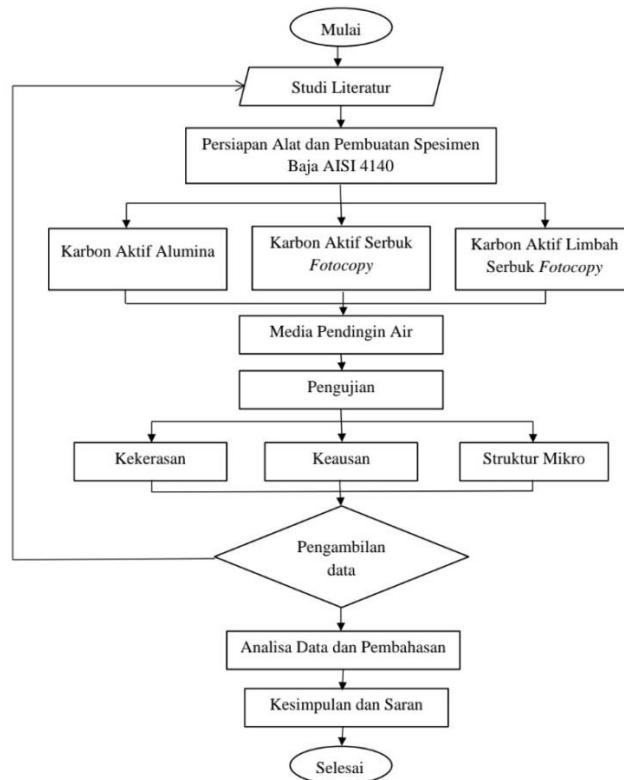 Mulai
Studi Literatur
Persiapan Alat dan Pembuatan Spesimen
Baja AISI 4140
Karbon Aktif Alumina
Karbon Aktif Serbuk
Fotocopy
Karbon Aktif Limbah
Serbuk Fotocopy
Media Pendingin Air
Pengujian
Kekerasan
Keausan
Struktur Mikro
Pengambilan
data
Analisa Data dan Pembahasan
Kesimpulan dan Saran
Selesai